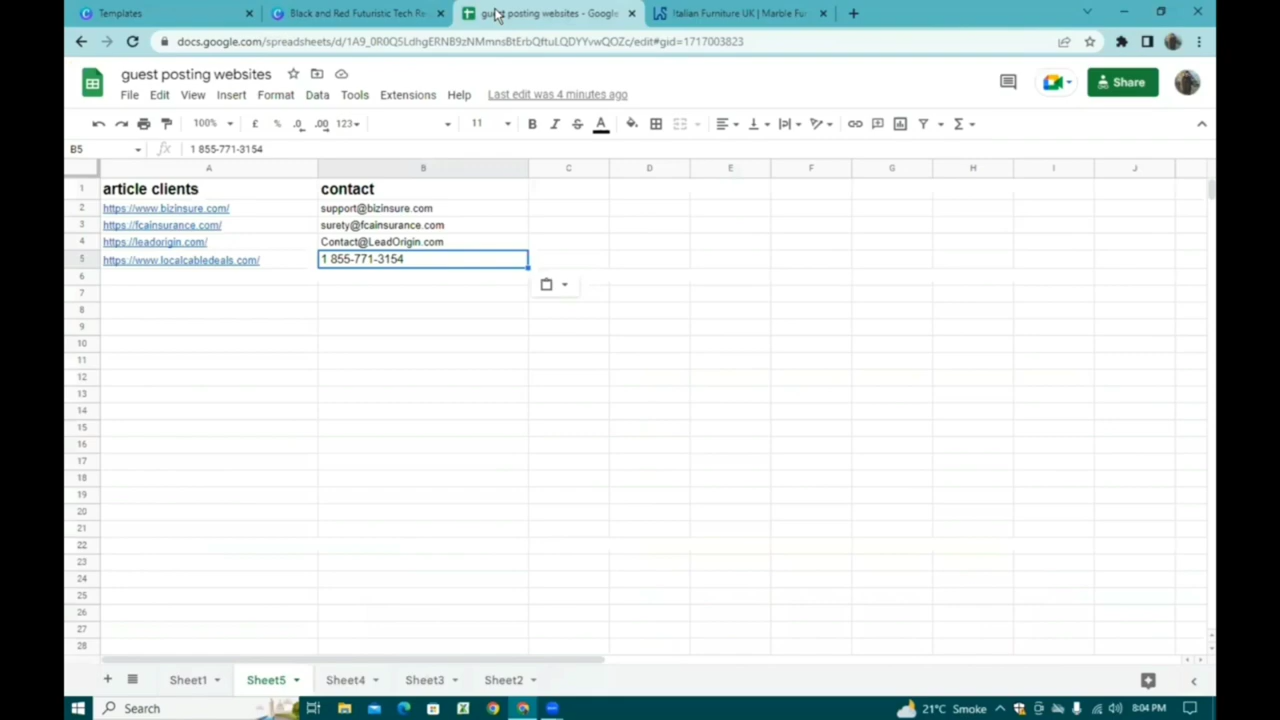 Templates
Black and Red Futuristic Tech Re
guest posting websites - Google
Italian Furniture UK | Marble Fur
docs.google.com/spreadsheets/d/1A9_0R0Q5LdhgERNB9zNMmnsBtErbQftuLQDYYvwQOZc/edit#gid=1717003823
guest posting websites
File Edit View Insert Format Data Tools Extensions Help Last edit was 4 minutes ago
Share
100% £ % .0 .00 123 11 B I S A
B5 fx 1 855-771-3154
A B C D E F G H I J
1 article clients contact
2 https://www.bizinsure.com/ support@bizinsure.com
3 https://fcainsurance.com/ surety@fcainsurance.com
4 https://leadorigin.com/ Contact@LeadOrigin.com
5 https://www.localcabledeals.com/ 1 855-771-3154
6
7
8
9
10
11
12
13
14
15
16
17
18
19
20
21
22
23
24
25
26
27
28
Sheet1 Sheet5 Sheet4 Sheet3 Sheet2
Search 21°C Smoke 8:04 PM